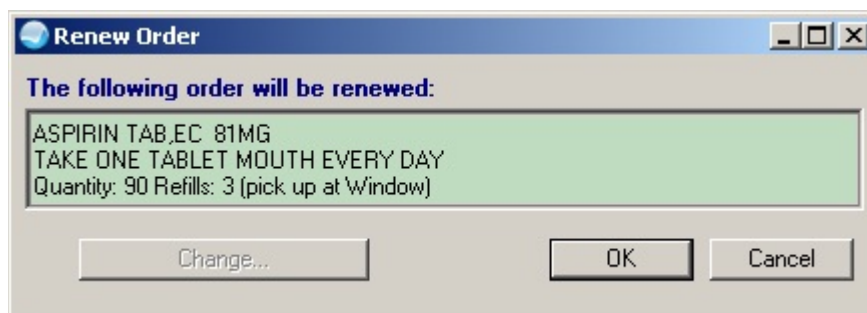 Renew Order
The following order will be renewed:
ASPIRIN TAB,EC 81MG
TAKE ONE TABLET MOUTH EVERY DAY
Quantity: 90 Refills: 3 (pick up at Window)
Change... OK Cancel